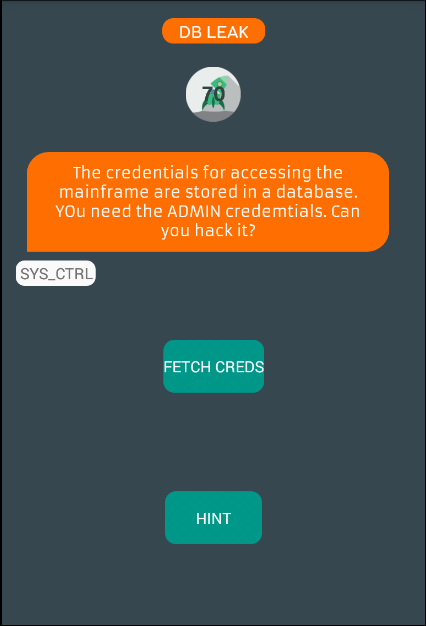 DB LEAK
70
The credentials for accessing the
mainframe are stored in a database.
YOu need the ADMIN credemtials. Can
you hack it?
SYS_CTRL
FETCH CREDS
HINT